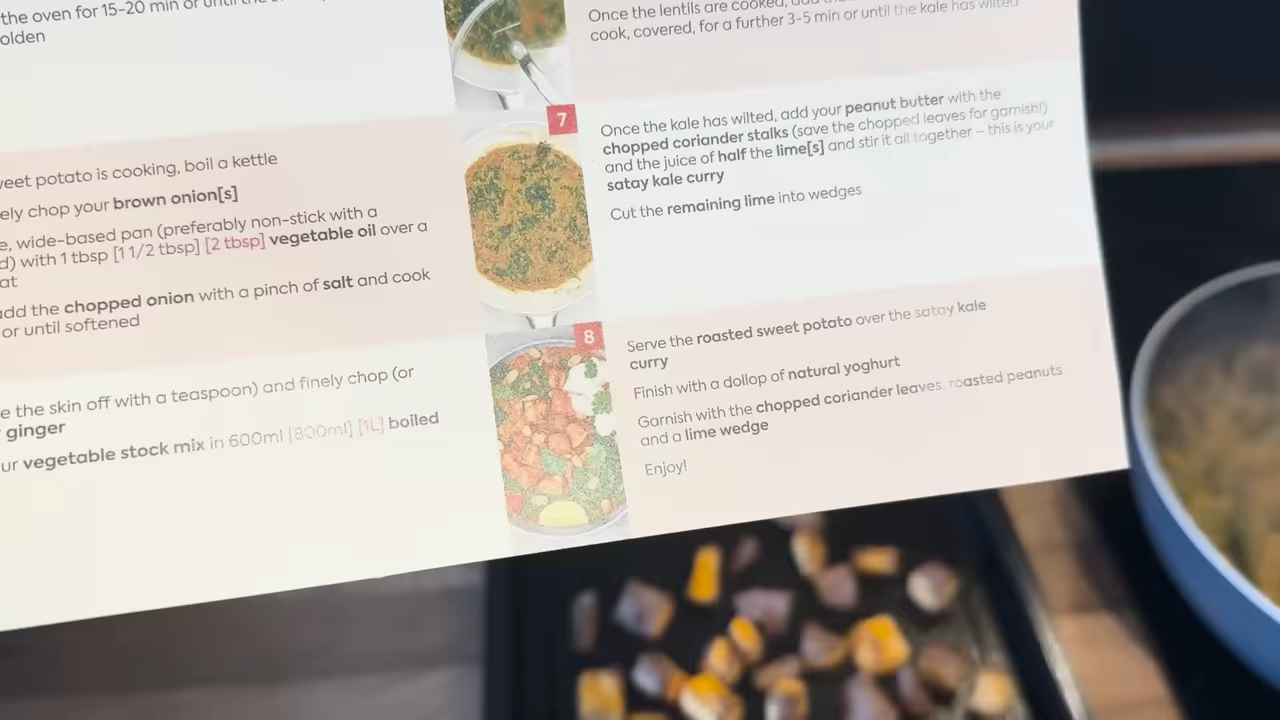 the oven for 15-20 min or until the
olden
weet potato is cooking, boil a kettle
ely chop your brown onion[s]
e, wide-based pan (preferably non-stick with a
d) with 1 tbsp [1 1/2 tbsp] [2 tbsp] vegetable oil over a
at
add the chopped onion with a pinch of salt and cook
or until softened
e the skin off with a teaspoon) and finely chop (or
ginger
ur vegetable stock mix in 600ml [800ml] [1L] boiled
Once the lentils are cooked, add
cook, covered, for a further 3-5 min or until the kale has wilted
7
Once the kale has wilted, add your peanut butter with the
chopped coriander stalks (save the chopped leaves for garnish!)
and the juice of half the lime[s] and stir it all together – this is your
satay kale curry
Cut the remaining lime into wedges
8
Serve the roasted sweet potato over the satay kale
curry
Finish with a dollop of natural yoghurt
Garnish with the chopped coriander leaves, roasted peanuts
and a lime wedge
Enjoy!